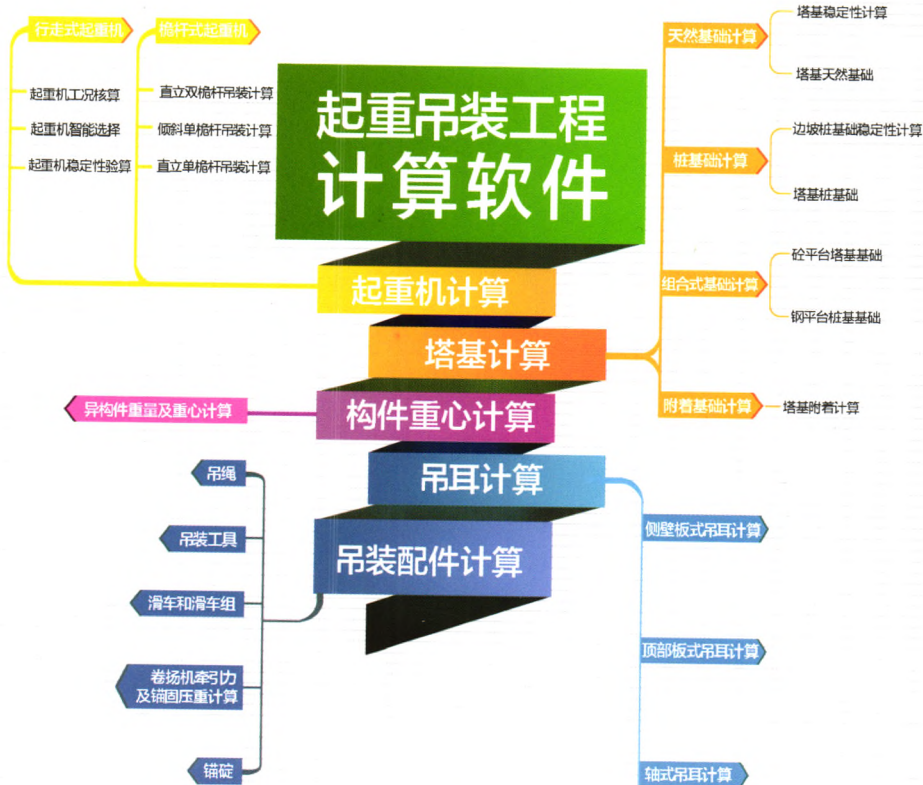 起重吊装工程
计算软件
起重机计算
行走式起重机
起重机工况核算
起重机智能选择
起重机稳定性验算
桅杆式起重机
直立双桅杆吊装计算
倾斜单桅杆吊装计算
直立单桅杆吊装计算
塔基计算
天然基础计算
塔基稳定性计算
塔基天然基础
桩基础计算
边坡桩基础稳定性计算
塔基桩基础
组合式基础计算
砼平台塔基基础
钢平台桩基基础
附着基础计算
塔基附着计算
构件重心计算
异构件重量及重心计算
吊耳计算
侧壁板式吊耳计算
顶部板式吊耳计算
轴式吊耳计算
吊装配件计算
吊绳
吊装工具
滑车和滑车组
卷扬机牵引力
及锚固压重计算
锚碇